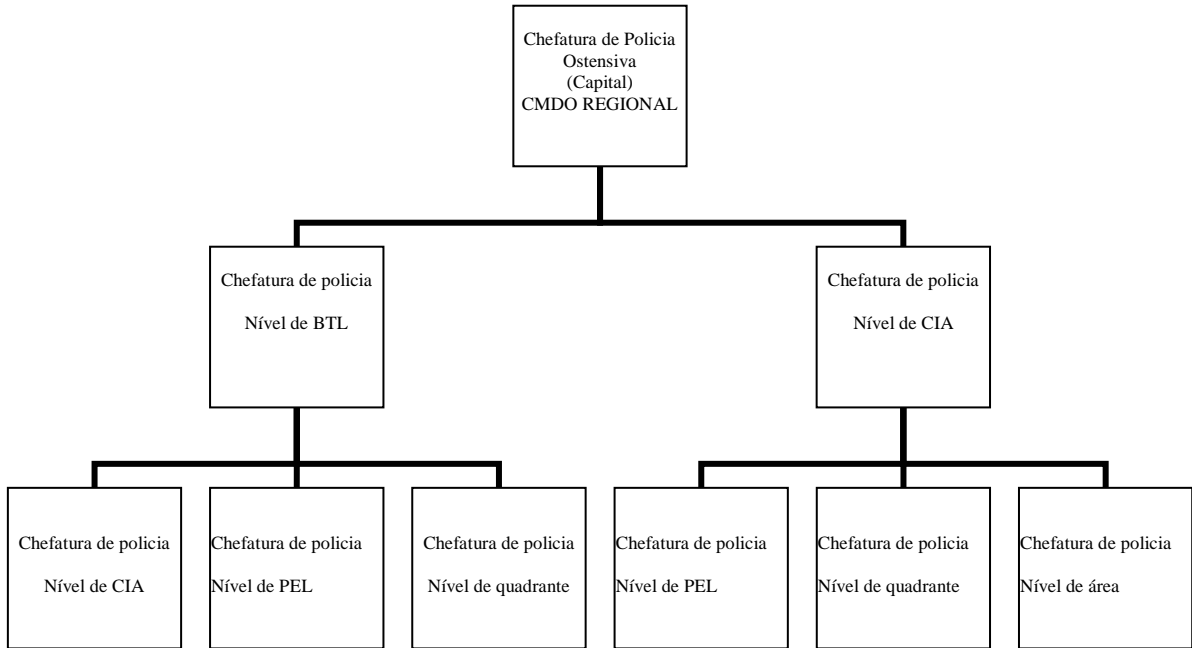 Chefatura de Policia
Ostensiva
(Capital)
CMDO REGIONAL
Chefatura de policia
Nível de BTL
Chefatura de policia
Nível de CIA
Chefatura de policia
Nível de CIA
Chefatura de policia
Nível de PEL
Chefatura de policia
Nível de quadrante
Chefatura de policia
Nível de PEL
Chefatura de policia
Nível de quadrante
Chefatura de policia
Nível de área